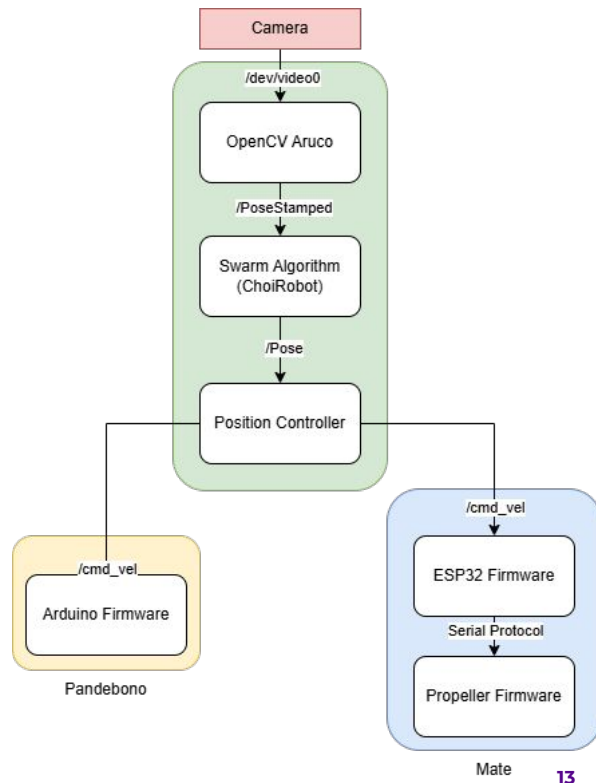 Camera
/dev/video0
OpenCV Aruco
/PoseStamped
Swarm Algorithm
(ChoiRobot)
/Pose
Position Controller
/cmd_vel
Arduino Firmware
Pandebono
/cmd_vel
ESP32 Firmware
Serial Protocol
Propeller Firmware
Mate
13